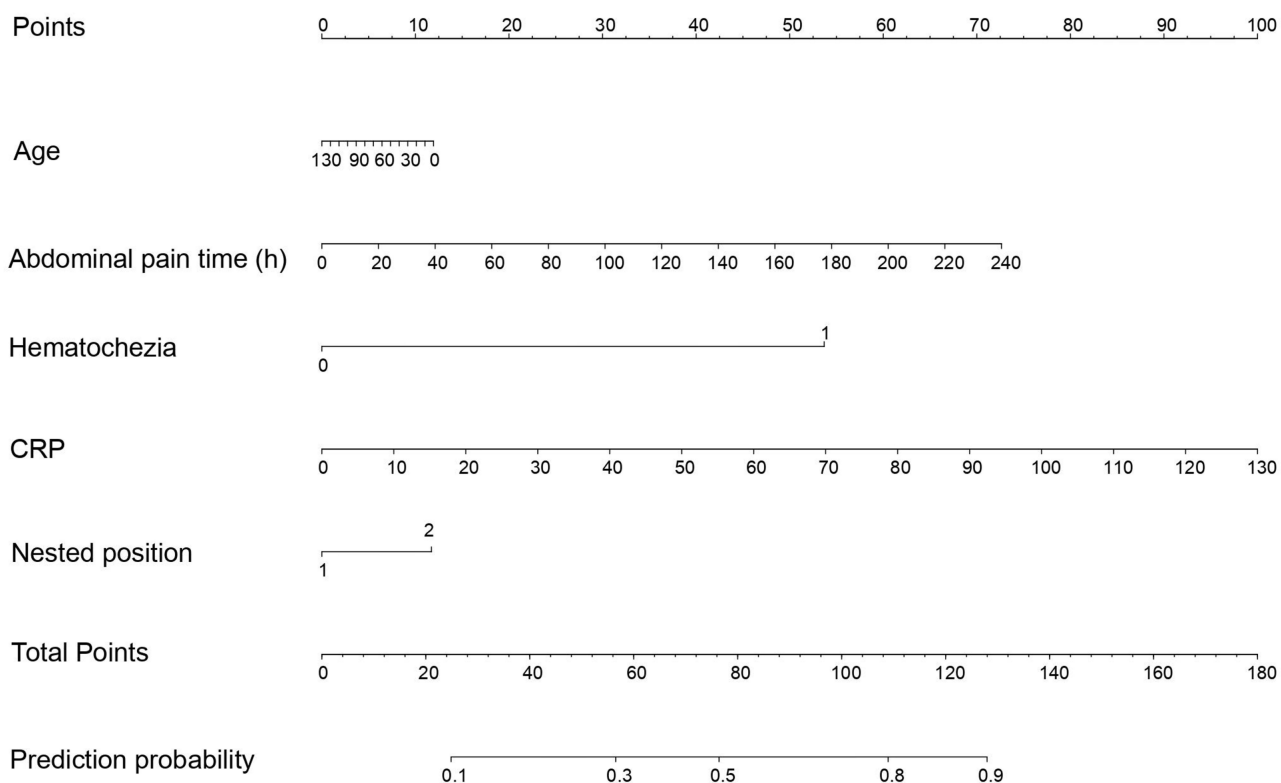 Points
0 10 20 30 40 50 60 70 80 90 100
Age
130 90 60 30 0
Abdominal pain time (h)
0 20 40 60 80 100 120 140 160 180 200 220 240
Hematochezia
1
0
CRP
0 10 20 30 40 50 60 70 80 90 100 110 120 130
Nested position
2
1
Total Points
0 20 40 60 80 100 120 140 160 180
Prediction probability
0.1 0.3 0.5 0.8 0.9